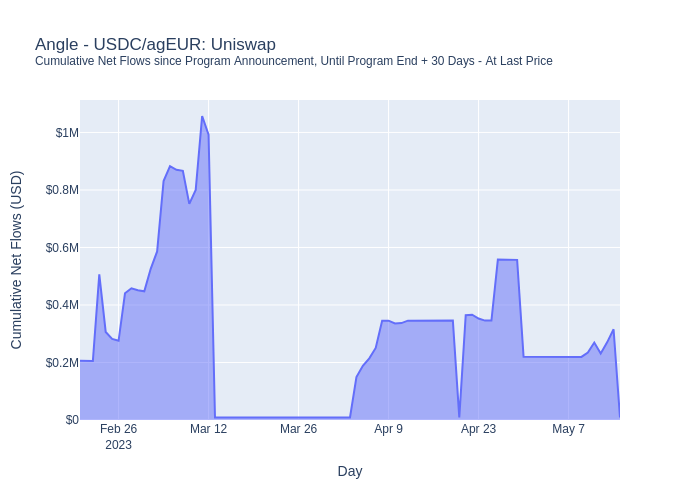 Angle - USDC/agEUR: Uniswap
Cumulative Net Flows since Program Announcement, Until Program End + 30 Days - At Last Price
Cumulative Net Flows (USD)
$1M
$0.8M
$0.6M
$0.4M
$0.2M
$0
Feb 26 Mar 12 Mar 26 Apr 9 Apr 23 May 7
2023
Day